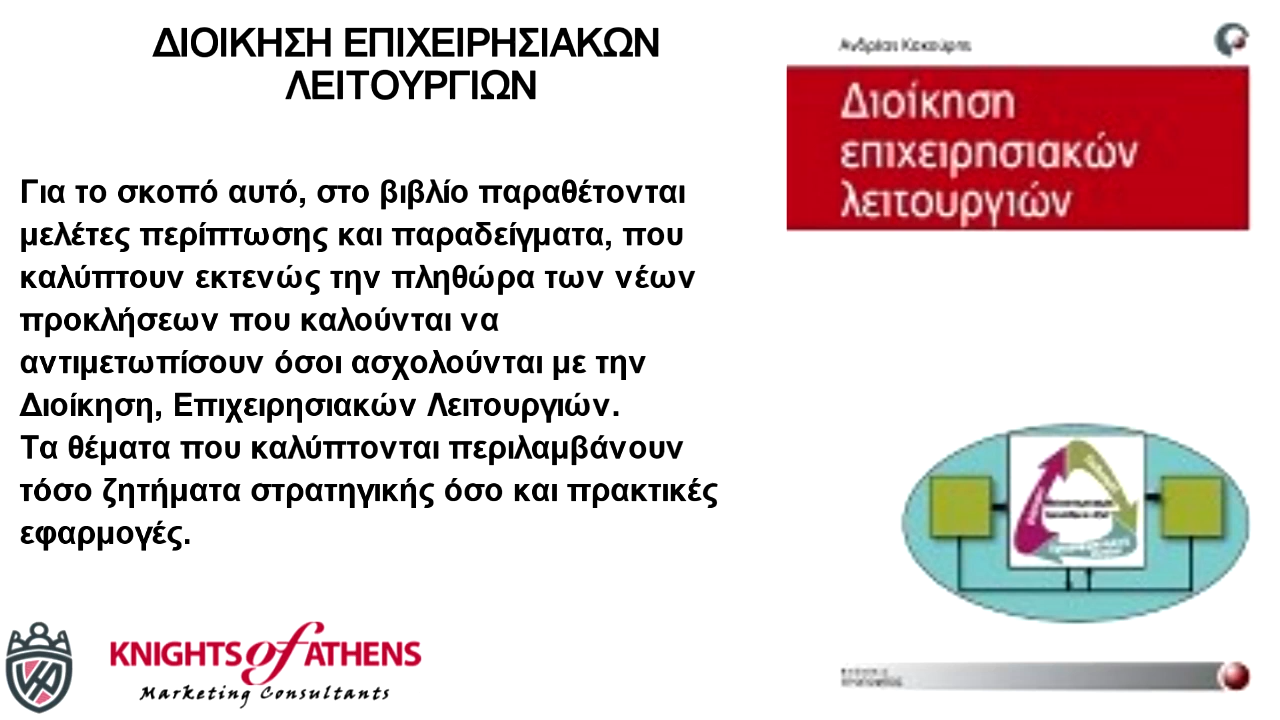 ΔΙΟΙΚΗΣΗ ΕΠΙΧΕΙΡΗΣΙΑΚΩΝ
ΛΕΙΤΟΥΡΓΙΩΝ
Για το σκοπό αυτό, στο βιβλίο παραθέτονται
μελέτες περίπτωσης και παραδείγματα, που
καλύπτουν εκτενώς την πληθώρα των νέων
προκλήσεων που καλούνται να
αντιμετωπίσουν όσοι ασχολούνται με την
Διοίκηση, Επιχειρησιακών Λειτουργιών.
Τα θέματα που καλύπτονται περιλαμβάνουν
τόσο ζητήματα στρατηγικής όσο και πρακτικές
εφαρμογές.
KNIGHTS of ATHENS
Marketing Consultants
Ανδρέας
Διοίκηση
επιχειρησιακών
λειτουργιών